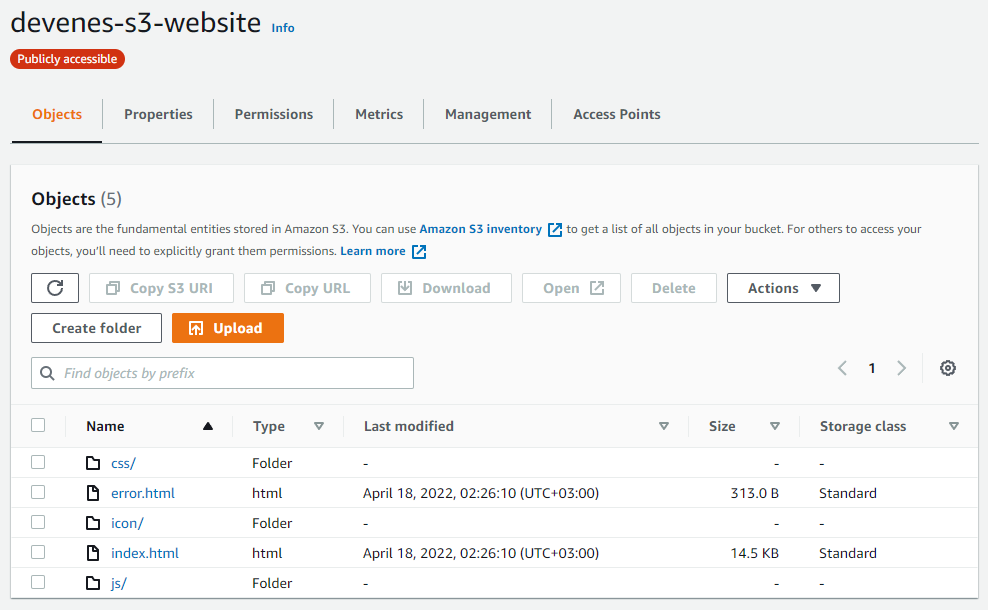 devenes-s3-website Info
Publicly accessible
Objects Properties Permissions Metrics Management Access Points
Objects (5)
Objects are the fundamental entities stored in Amazon S3. You can use Amazon S3 inventory to get a list of all objects in your bucket. For others to access your
objects, you'll need to explicitly grant them permissions. Learn more
Copy S3 URI Copy URL Download Open Delete Actions
Create folder Upload
Find objects by prefix 1
Name Type Last modified Size Storage class
css/ Folder - - -
error.html html April 18, 2022, 02:26:10 (UTC+03:00) 313.0 B Standard
icon/ Folder - - -
index.html html April 18, 2022, 02:26:10 (UTC+03:00) 14.5 KB Standard
js/ Folder - - -